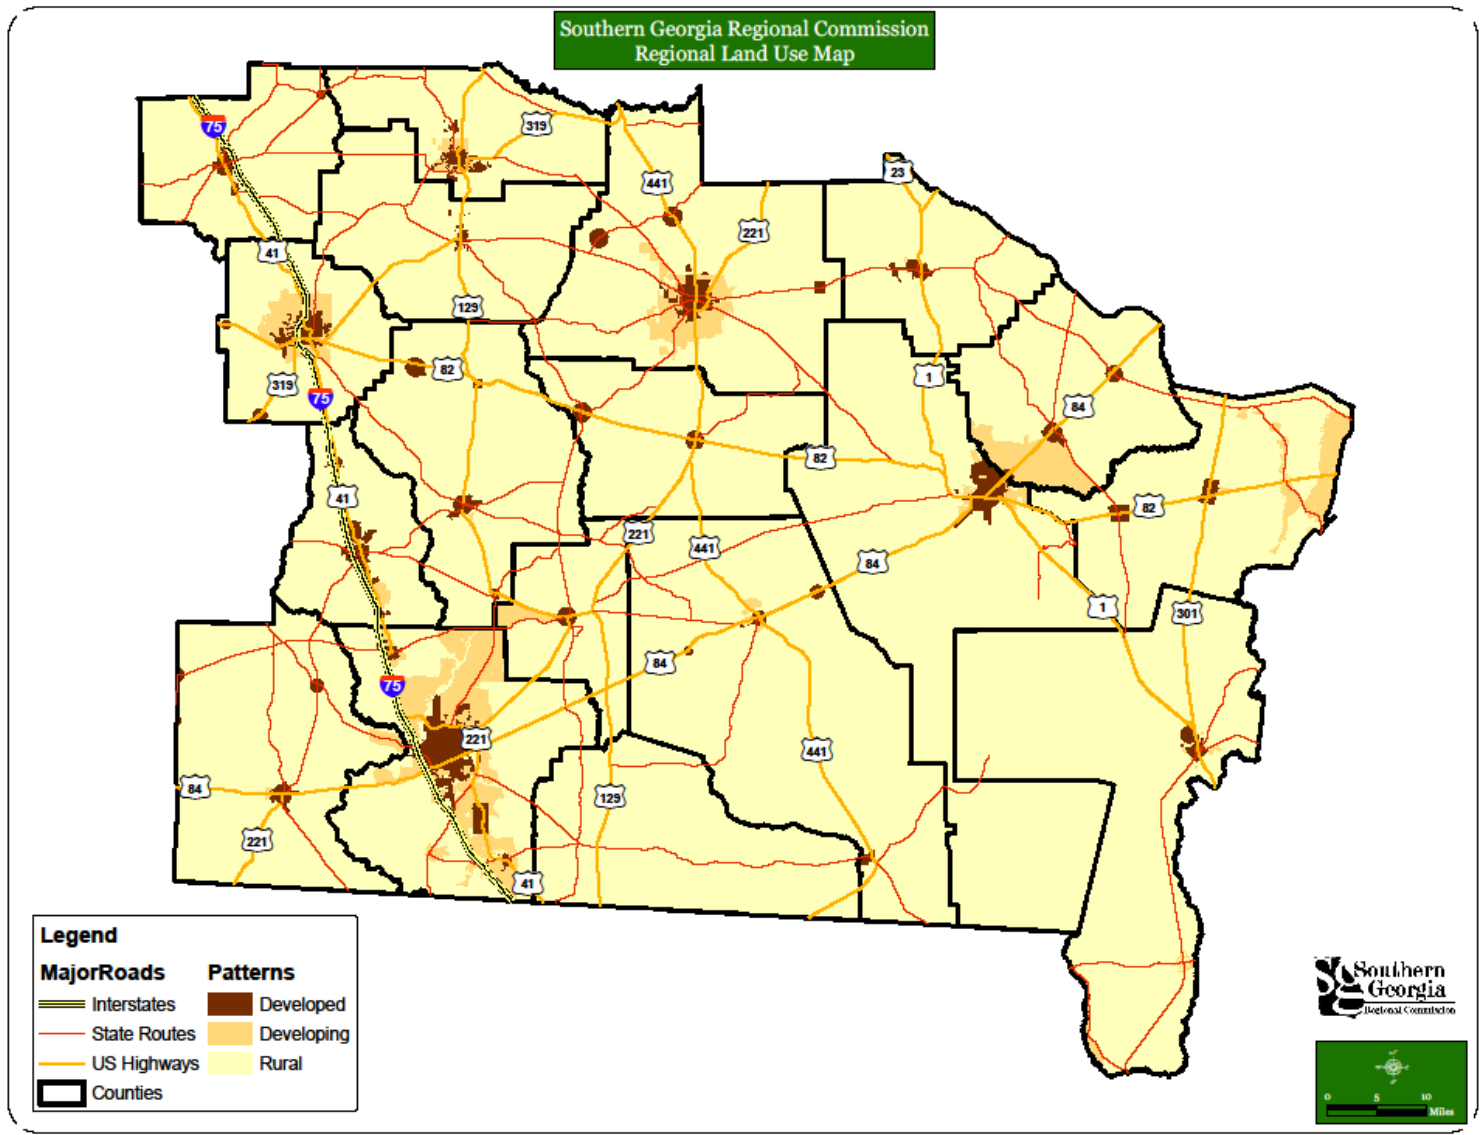 Southern Georgia Regional Commission
Regional Land Use Map
75
319
23
441
221
41
129
82
319
75
1
84
82
41
82
221
441
84
1
301
84
75
221
441
84
129
221
41
Legend
MajorRoads Patterns
Interstates Developed
State Routes Developing
US Highways Rural
Counties
Southern
Georgia
Regional Commission
0 5 10
Miles